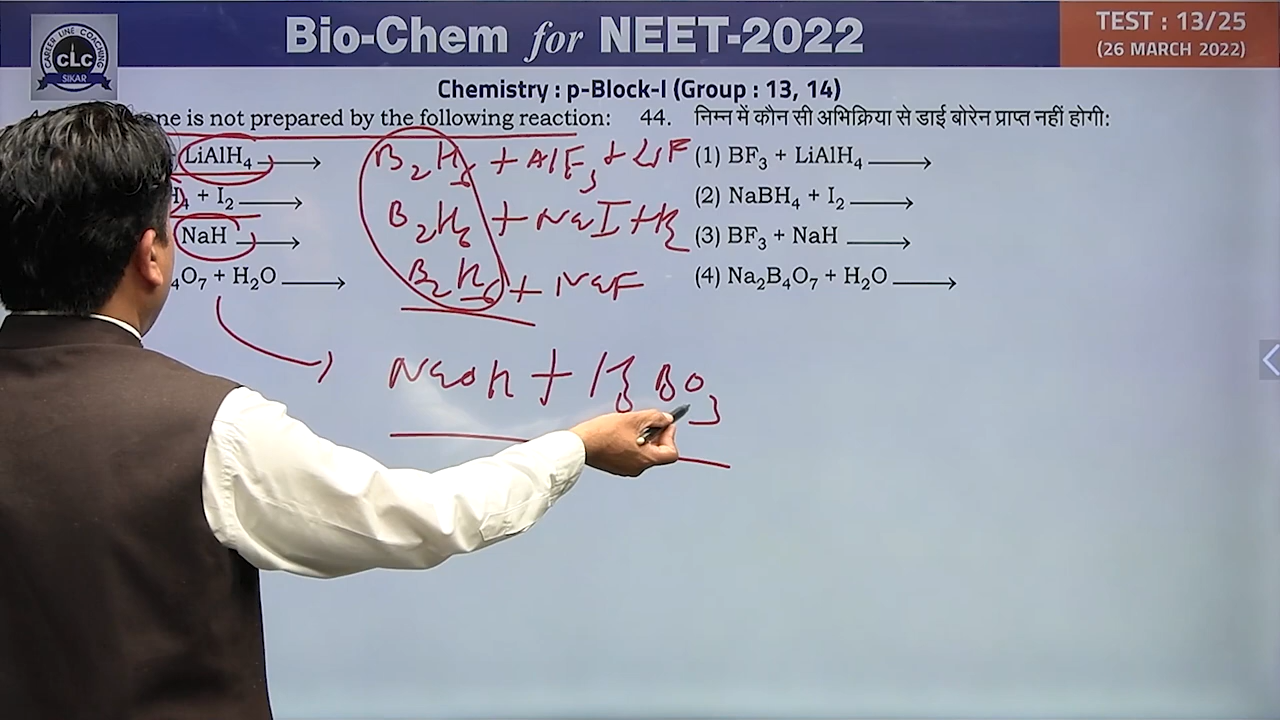 CAREER LINE COACHING
CLC
SIKAR
Bio-Chem for NEET-2022
TEST : 13/25
(26 MARCH 2022)
Chemistry : p-Block-I (Group : 13, 14)
is not prepared by the following reaction:
LiAlH₄ ⟶ B₂H₆ + AlF₃ + LiF
₄ + I₂ ⟶ B₂H₆ + NaI + H₂
NaH ⟶ B₂H₆ + NaF
₄O₇ + H₂O ⟶
NaOH + H₃BO₃
44. निम्न में कौन सी अभिक्रिया से डाई बोरेन प्राप्त नहीं होगी:
(1) BF₃ + LiAlH₄ ⟶
(2) NaBH₄ + I₂ ⟶
(3) BF₃ + NaH ⟶
(4) Na₂B₄O₇ + H₂O ⟶